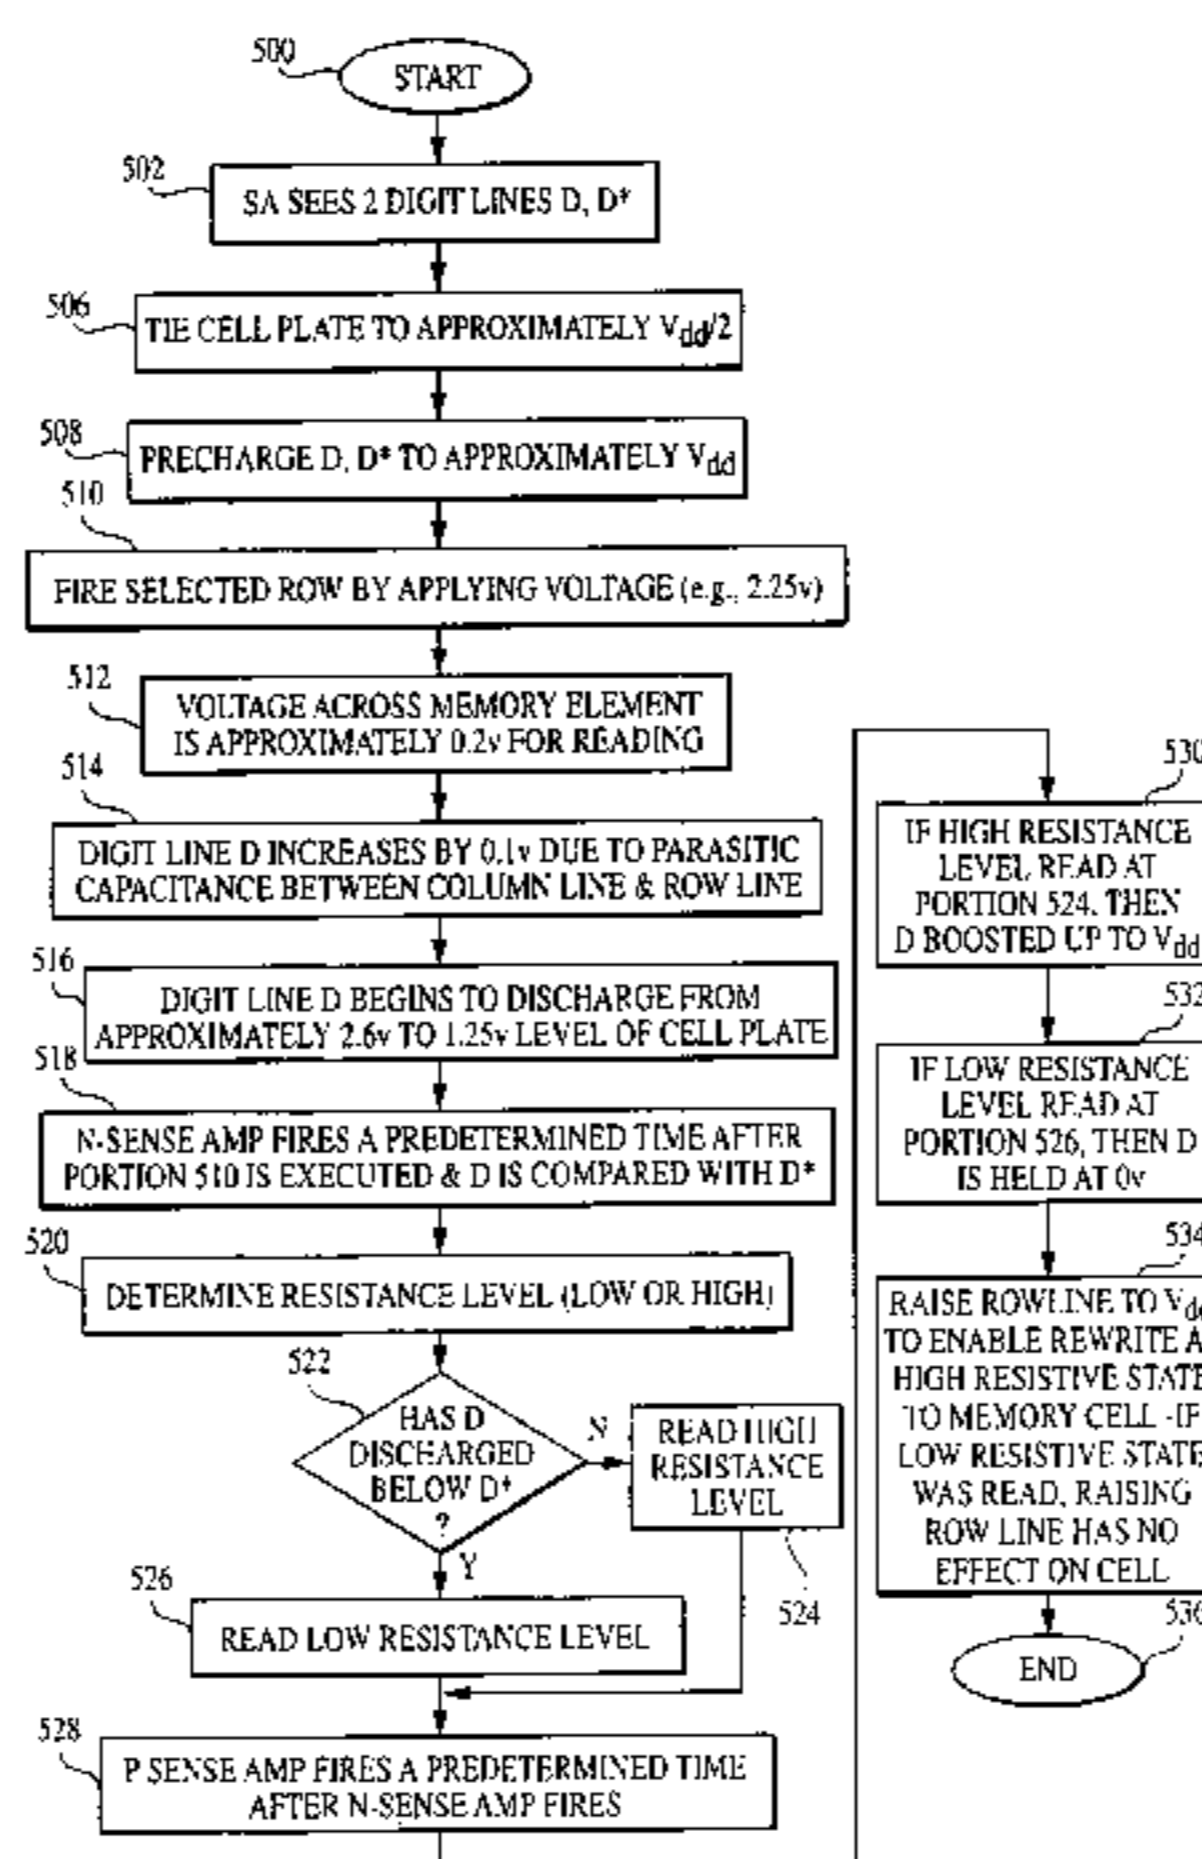 500
START
502
SA SEES 2 DIGIT LINES D, D*
506
TIE CELL PLATE TO APPROXIMATELY Vdd/2
508
PRECHARGE D, D* TO APPROXIMATELY Vdd
510
FIRE SELECTED ROW BY APPLYING VOLTAGE (e.g., 2.25v)
512
VOLTAGE ACROSS MEMORY ELEMENT
IS APPROXIMATELY 0.2v FOR READING
514
DIGIT LINE D INCREASES BY 0.1v DUE TO PARASITIC
CAPACITANCE BETWEEN COLUMN LINE & ROW LINE
516
DIGIT LINE D BEGINS TO DISCHARGE FROM
APPROXIMATELY 2.6v TO 1.25v LEVEL OF CELL PLATE
518
N-SENSE AMP FIRES A PREDETERMINED TIME AFTER
PORTION 510 IS EXECUTED & D IS COMPARED WITH D*
520
DETERMINE RESISTANCE LEVEL (LOW OR HIGH)
522
HAS D
DISCHARGED
BELOW D*
?
N
READ HIGH
RESISTANCE
LEVEL
524
Y
526
READ LOW RESISTANCE LEVEL
528
P SENSE AMP FIRES A PREDETERMINED TIME
AFTER N-SENSE AMP FIRES
530
IF HIGH RESISTANCE
LEVEL READ AT
PORTION 524, THEN
D BOOSTED UP TO Vdd
532
IF LOW RESISTANCE
LEVEL READ AT
PORTION 526, THEN D
IS HELD AT 0v
534
RAISE ROWLINE TO Vdd
TO ENABLE REWRITE A
HIGH RESISTIVE STATE
TO MEMORY CELL -IF
LOW RESISTIVE STATE
WAS READ, RAISING
ROW LINE HAS NO
EFFECT ON CELL
536
END